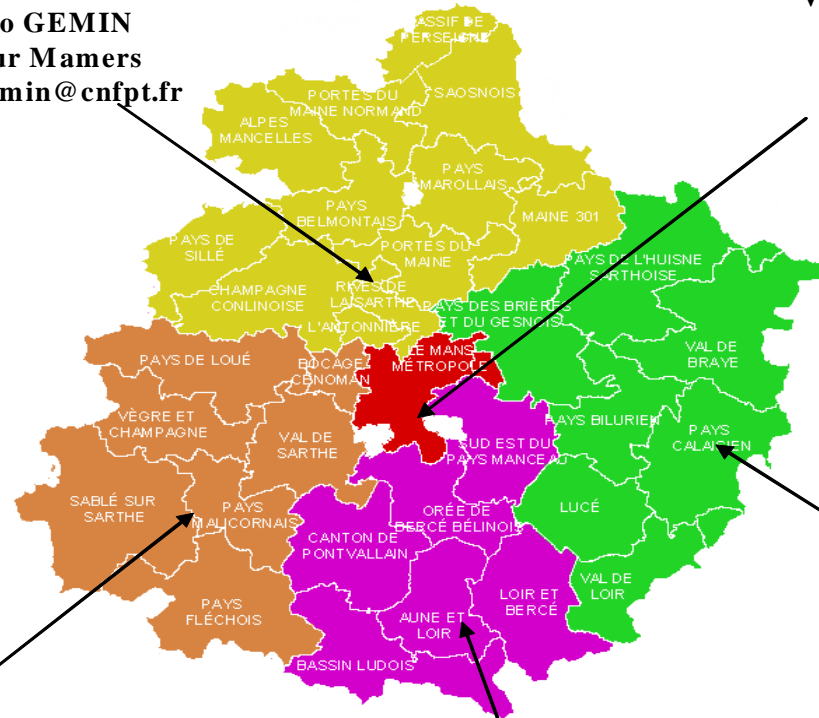 o GEMIN
ur Mamers
min@cnfpt.fr
ASSIF DE
PERSEIGNE
PORTES DU
MAINE NORMAND
SAOSNOIS
ALPES
MANCELLES
PAYS
MAROLLAIS
PAYS
BELMONTAIS
MAINE 301
PAYS DE
SILLÉ
PORTES DU
MAINE
PAYS DE L'HUISNE
SARTHOISE
CHAMPAGNE
CONLINOISE
RIVES DE
LA SARTHE
PAYS DES BRIÈRES
ET DU GESNOIS
L'ANTONNIÈRE
LE MANS
MÉTROPOLE
PAYS DE LOUÉ
BOCAGE
CENOMAN
VAL DE
BRAYE
VÈGRE ET
CHAMPAGNE
VAL DE
SARTHE
SUD EST DU
PAYS MANCEAU
PAYS BILURIEN
PAYS
CALAISIEN
SABLÉ SUR
SARTHE
PAYS
MALICORNAIS
ORÉE DE
BERCÉ BÉLINOIS
LUCÉ
CANTON DE
PONTVALLAIN
PAYS
FLÉCHOIS
AUNE ET
LOIR
LOIR ET
BERCÉ
VAL DE
LOIR
BASSIN LUDOIS